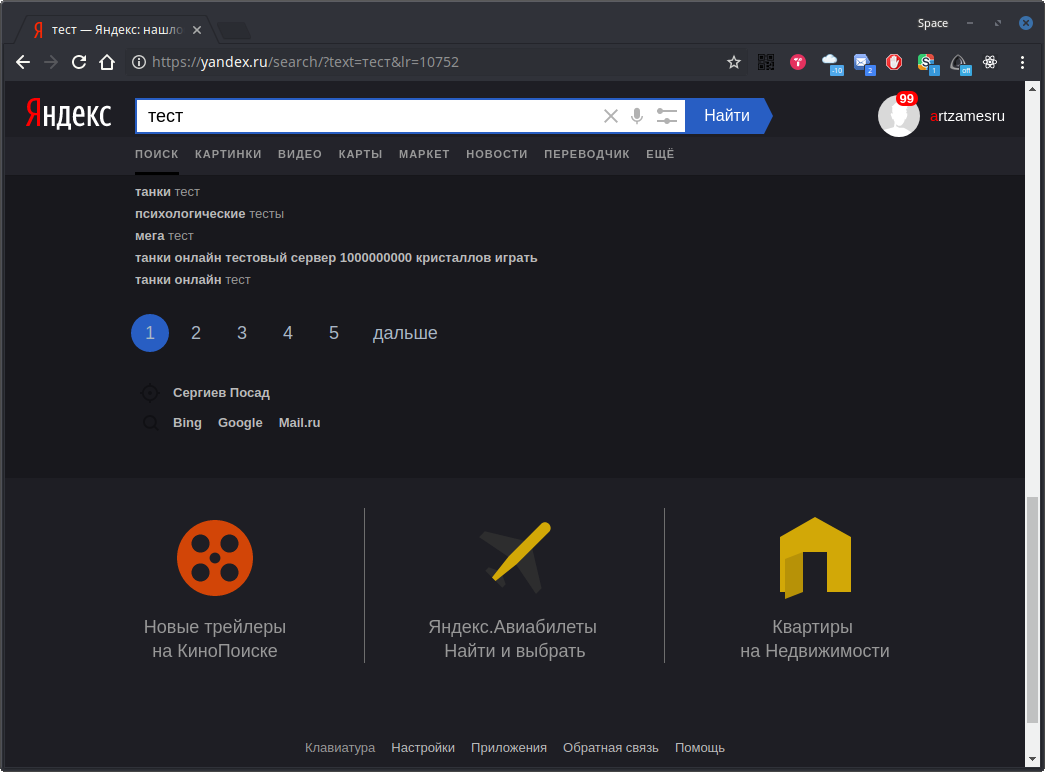 Я тест — Яндекс: нашло
Space
https://yandex.ru/search/?text=тест&lr=10752
-10 2 1 off
Яндекс тест Найти 99 artzamesru
ПОИСК КАРТИНКИ ВИДЕО КАРТЫ МАРКЕТ НОВОСТИ ПЕРЕВОДЧИК ЕЩЁ
танки тест
психологические тесты
мега тест
танки онлайн тестовый сервер 1000000000 кристаллов играть
танки онлайн тест
1 2 3 4 5 дальше
Сергиев Посад
Bing Google Mail.ru
Новые трейлеры
на КиноПоиске
Яндекс.Авиабилеты
Найти и выбрать
Квартиры
на Недвижимости
Клавиатура Настройки Приложения Обратная связь Помощь